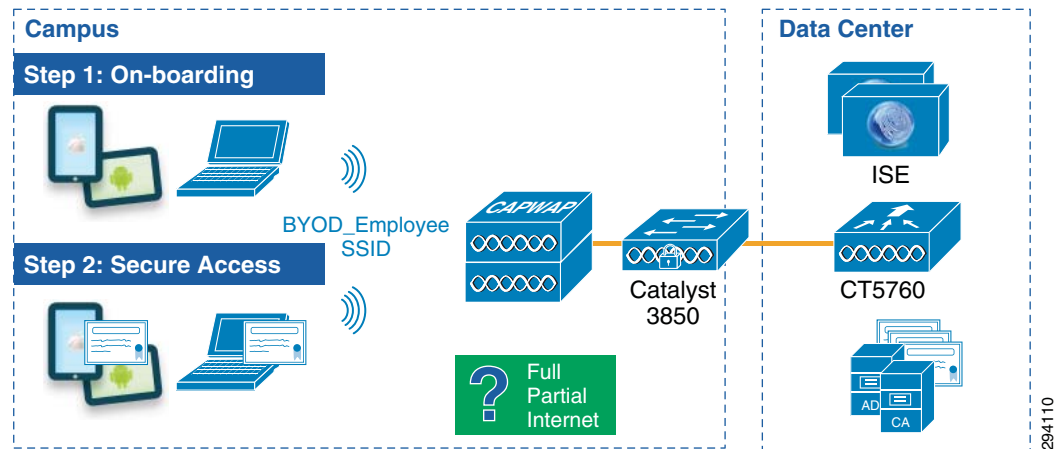 Campus
Step 1: On-boarding
BYOD_Employee
SSID
Step 2: Secure Access
CAPWAP
Catalyst
3850
?
Full
Partial
Internet
Data Center
ISE
CT5760
AD
CA
294110